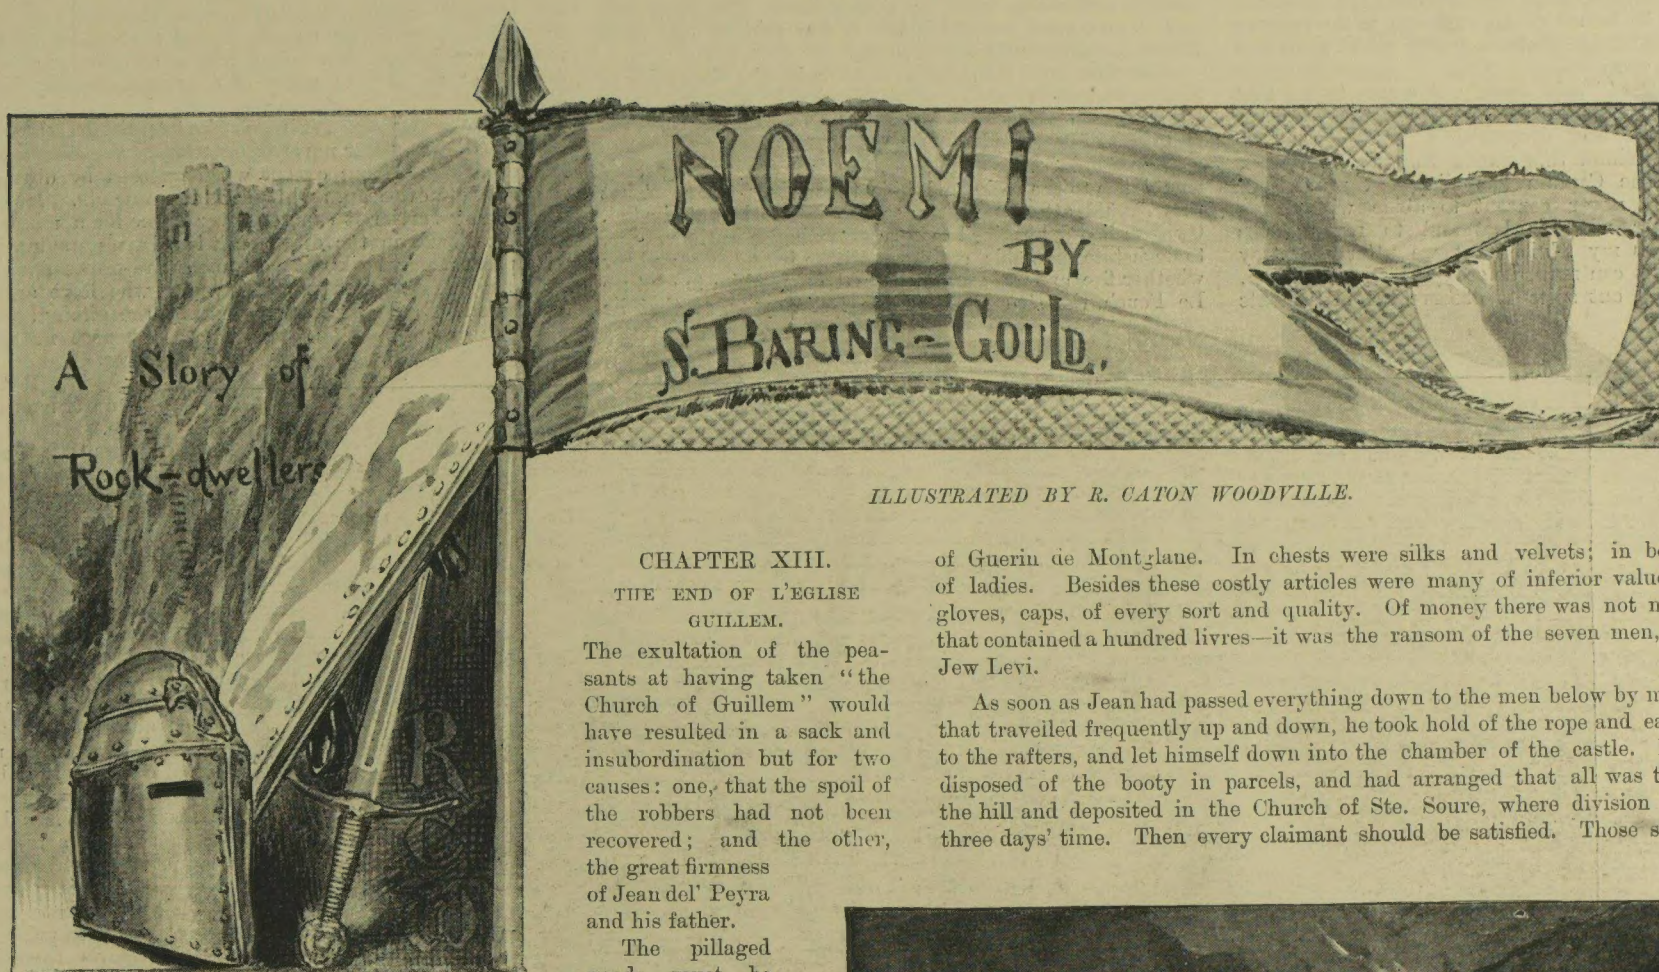 NOÉMI
BY
S. BARING-GOULD.
A Story of
Rock-dwellers
ILLUSTRATED BY R. CATON WOODVILLE.
CHAPTER XIII.
THE END OF L'EGLISE
GUILLEM.
The exultation of the pea-
sants at having taken "the
Church of Guillem" would
have resulted in a sack and
insubordination but for two
causes: one, that the spoil of
the robbers had not been
recovered; and the other,
the great firmness
of Jean del' Peyra
and his father.
The pillaged
of Guerin de Montglane. In chests were silks and velvets; in
of ladies. Besides these costly articles were many of inferior
gloves, caps, of every sort and quality. Of money there was not
that contained a hundred livres—it was the ransom of the seven men,
Jew Levi.
As soon as Jean had passed everything down to the men below by
that travelled frequently up and down, he took hold of the rope and
to the rafters, and let himself down into the chamber of the castle.
disposed of the booty in parcels, and had arranged that all was
the hill and deposited in the Church of Ste. Soure, where division
three days' time. Then every claimant should be satisfied. Those